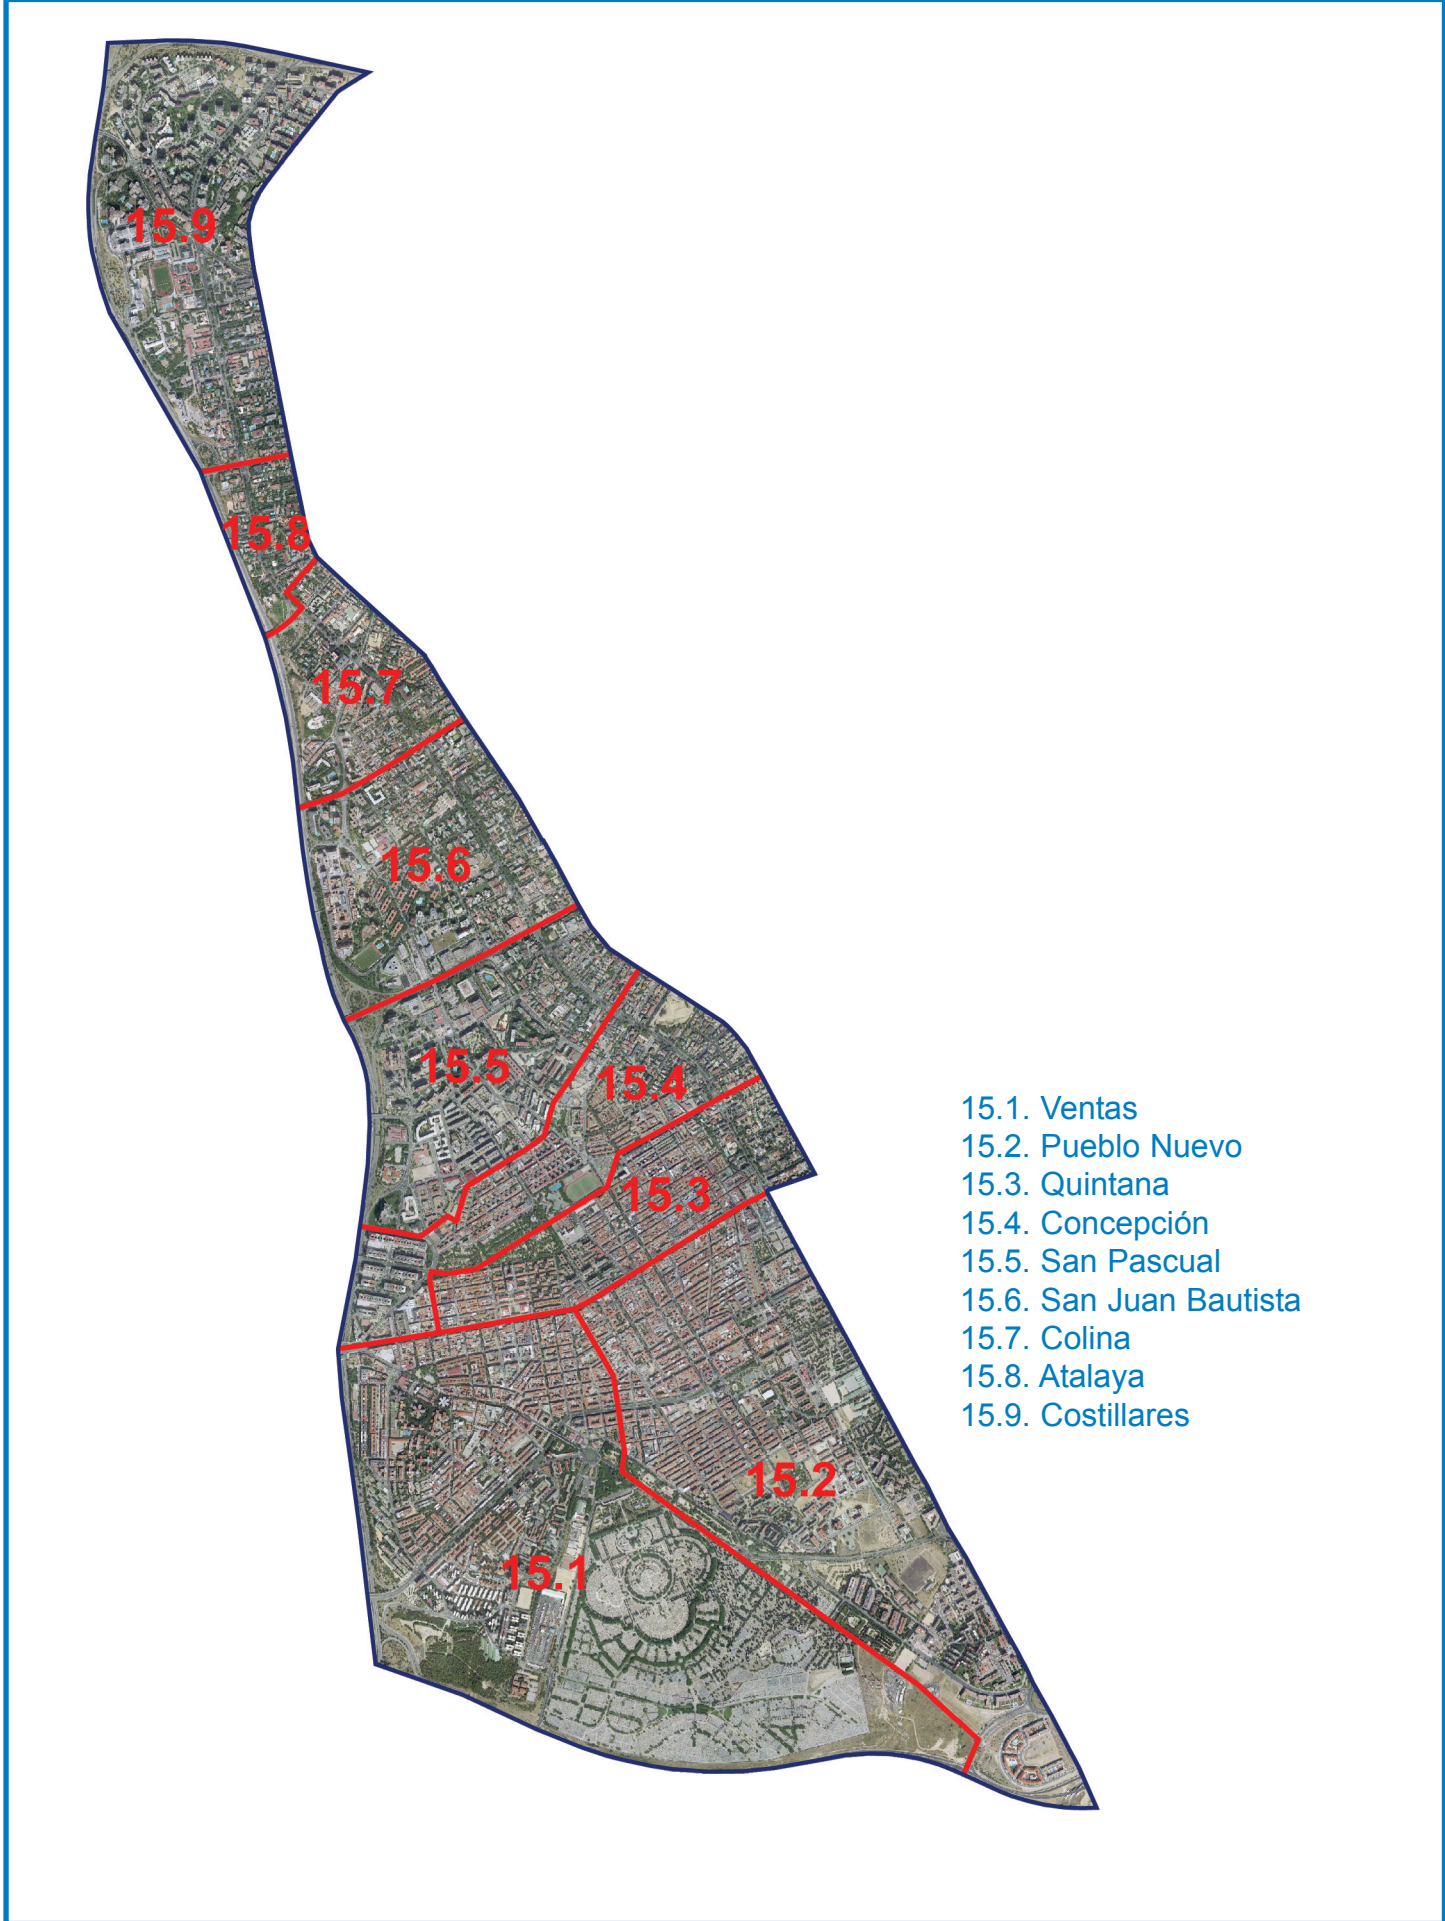 15.9
15.8
15.7
15.6
15.5
15.4
15.3
15.2
15.1
15.1. Ventas
15.2. Pueblo Nuevo
15.3. Quintana
15.4. Concepción
15.5. San Pascual
15.6. San Juan Bautista
15.7. Colina
15.8. Atalaya
15.9. Costillares